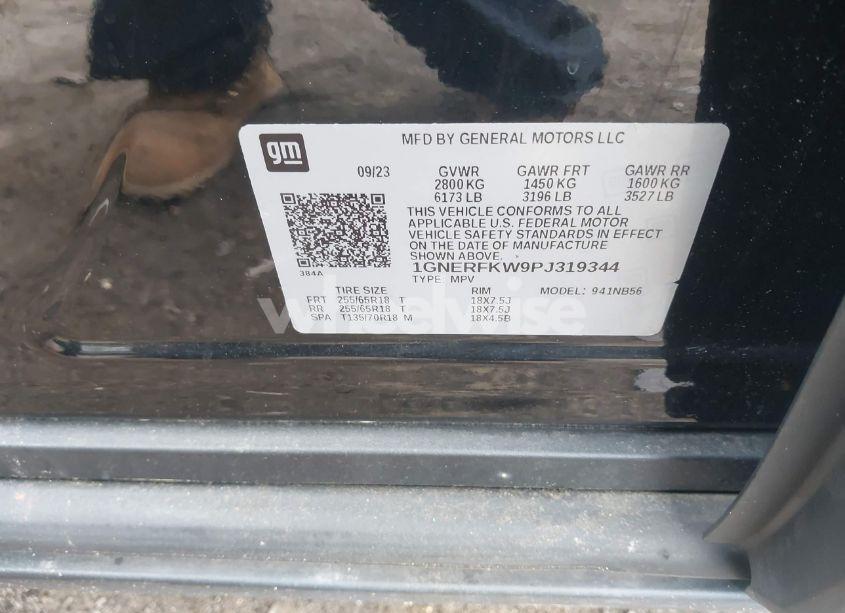 gm
MFD BY GENERAL MOTORS LLC
09/23 GVWR GAWR FRT GAWR RR
2800 KG 1450 KG 1600 KG
6173 LB 3196 LB 3527 LB
THIS VEHICLE CONFORMS TO ALL
APPLICABLE U.S. FEDERAL MOTOR
VEHICLE SAFETY STANDARDS IN EFFECT
ON THE DATE OF MANUFACTURE
SHOWN ABOVE.
384A
1GNERFKW9PJ319344
TYPE: MPV MODEL: 941NB56
TIRE SIZE RIM
FRT 255/65R18 T 18X7.5J
RR 255/65R18 T 18X7.5J
SPA T135/70R18 M 18X4.5B
wheelwise